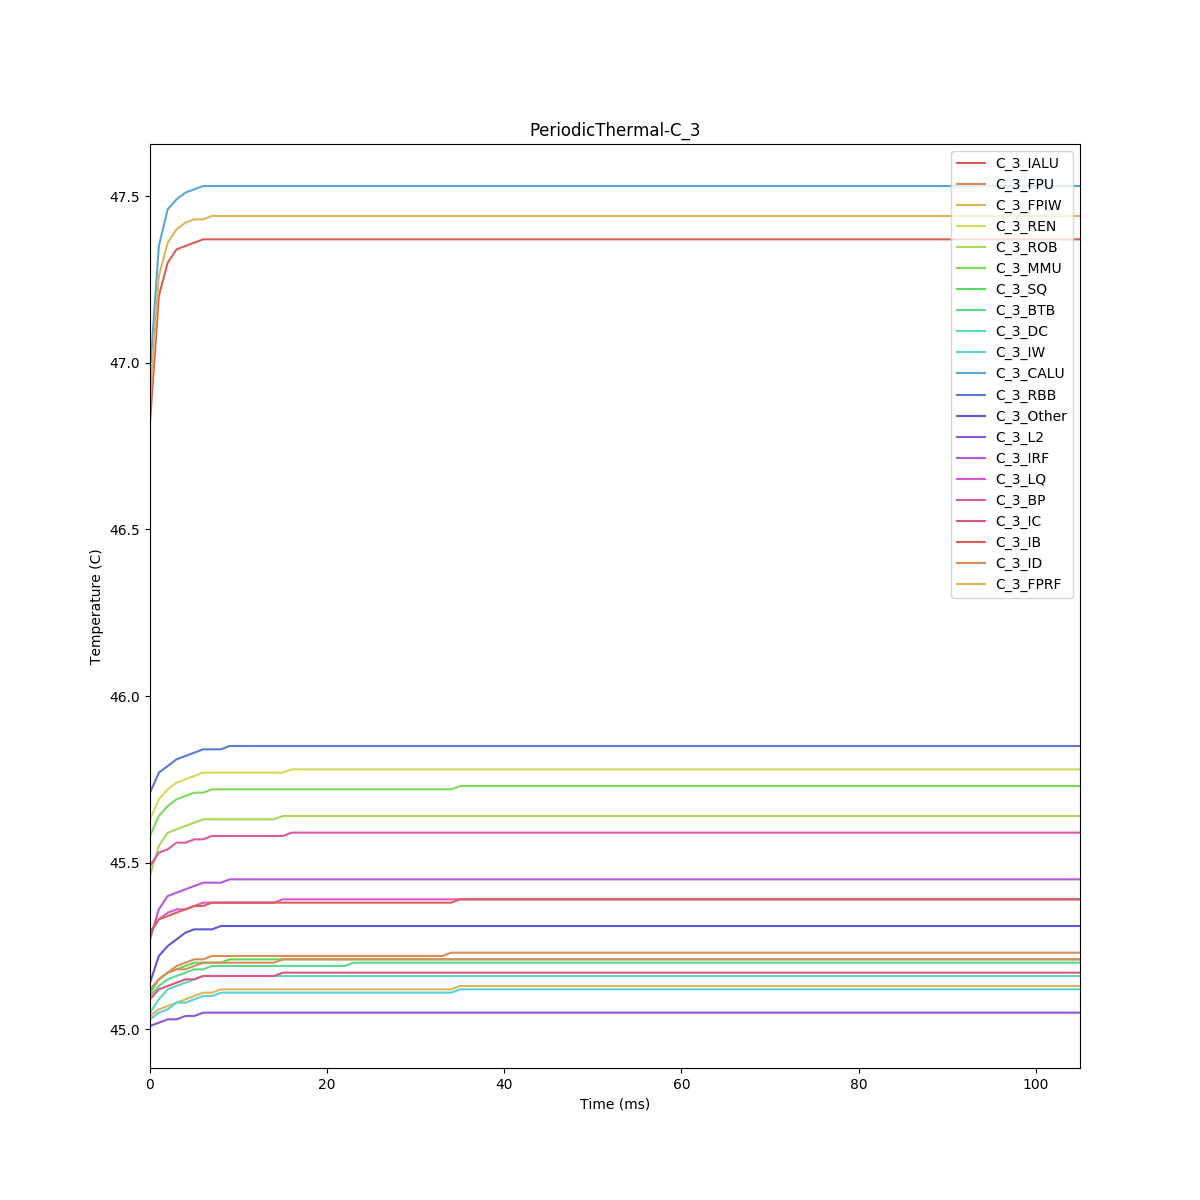 PeriodicThermal-C_3
47.5
47.0
46.5
46.0
45.5
45.0
Temperature (C)
0
20
40
60
80
100
Time (ms)
C_3_IALU
C_3_FPU
C_3_FPIW
C_3_REN
C_3_ROB
C_3_MMU
C_3_SQ
C_3_BTB
C_3_DC
C_3_IW
C_3_CALU
C_3_RBB
C_3_Other
C_3_L2
C_3_IRF
C_3_LQ
C_3_BP
C_3_IC
C_3_IB
C_3_ID
C_3_FPRF